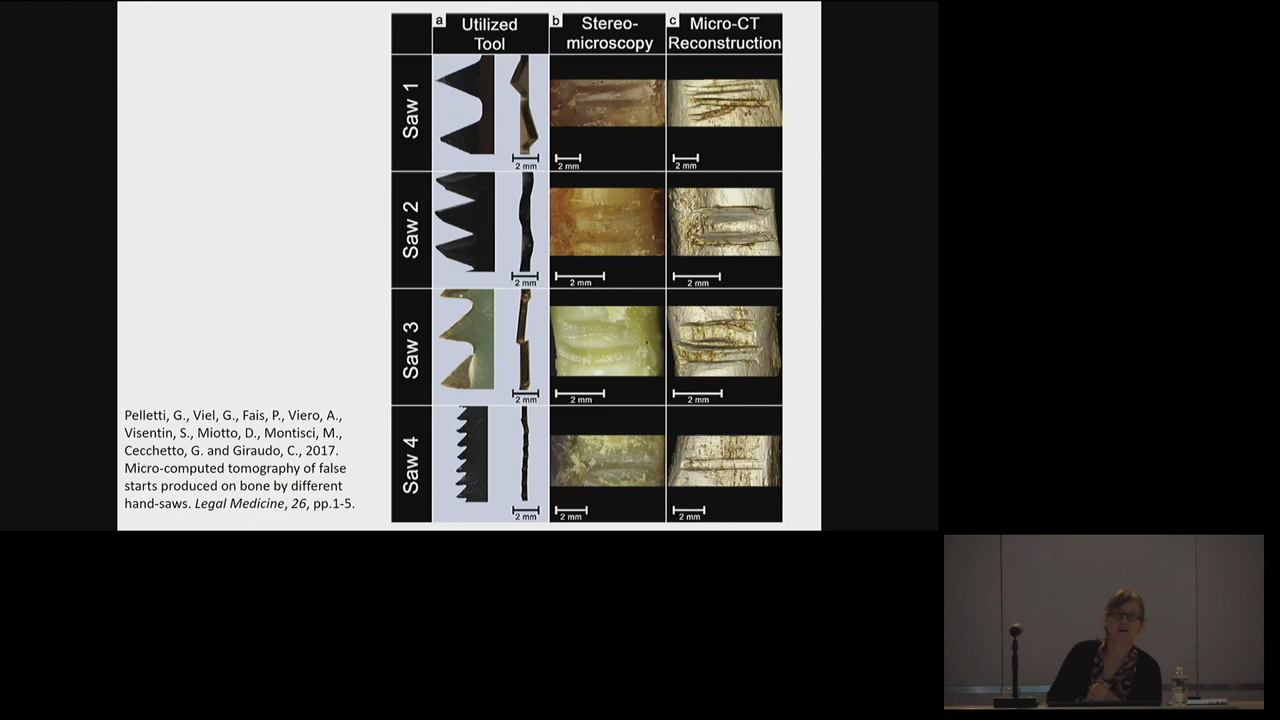 a
Utilized
Tool
b
Stereo-
microscopy
c
Micro-CT
Reconstruction
Saw 1
2 mm
2 mm
2 mm
Saw 2
2 mm
2 mm
2 mm
Saw 3
2 mm
2 mm
2 mm
Saw 4
2 mm
2 mm
2 mm
Pelletti, G., Viel, G., Fais, P., Viero, A.,
Visentin, S., Miotto, D., Montisci, M.,
Cecchetto, G. and Giraudo, C., 2017.
Micro-computed tomography of false
starts produced on bone by different
hand-saws. Legal Medicine, 26, pp.1-5.